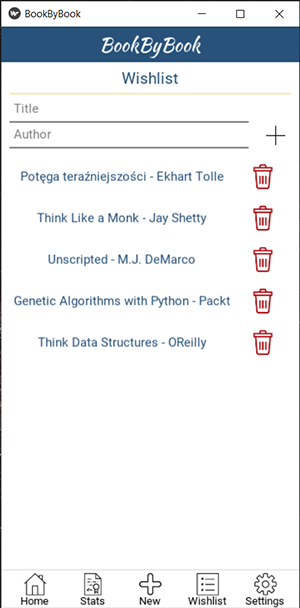 BookByBook
BookByBook
Wishlist
Title
Author
Potęga teraźniejszości - Ekhart Tolle
Think Like a Monk - Jay Shetty
Unscripted - M.J. DeMarco
Genetic Algorithms with Python - Packt
Think Data Structures - OReilly
Home Stats New Wishlist Settings